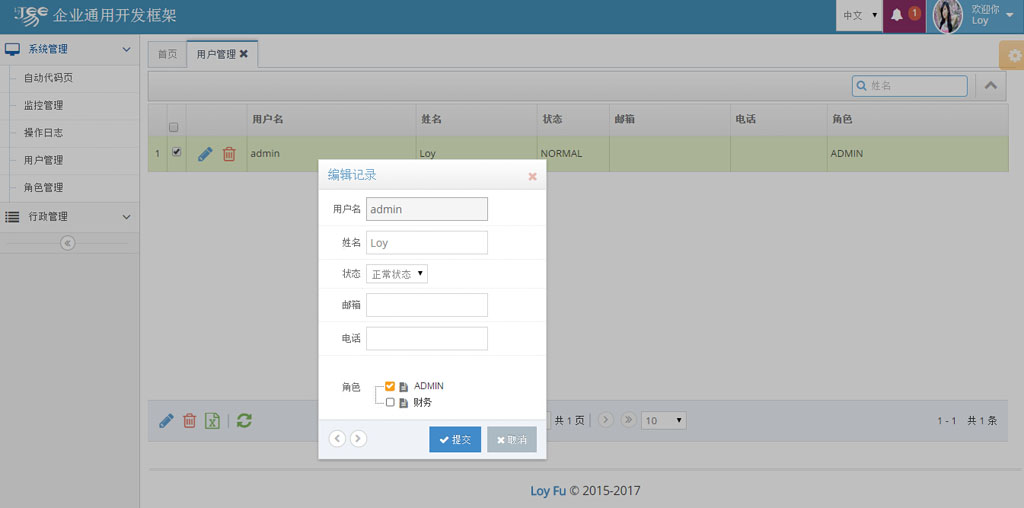 JSEE 企业通用开发框架
中文
1
欢迎你
Loy
系统管理
自动代码页
监控管理
操作日志
用户管理
角色管理
行政管理
首页
用户管理
姓名
用户名 姓名 状态 邮箱 电话 角色
1 admin Loy NORMAL ADMIN
编辑记录
用户名 admin
姓名 Loy
状态 正常状态
邮箱
电话
角色
ADMIN
财务
提交
取消
共 1 页
10
1 - 1 共 1 条
Loy Fu © 2015-2017